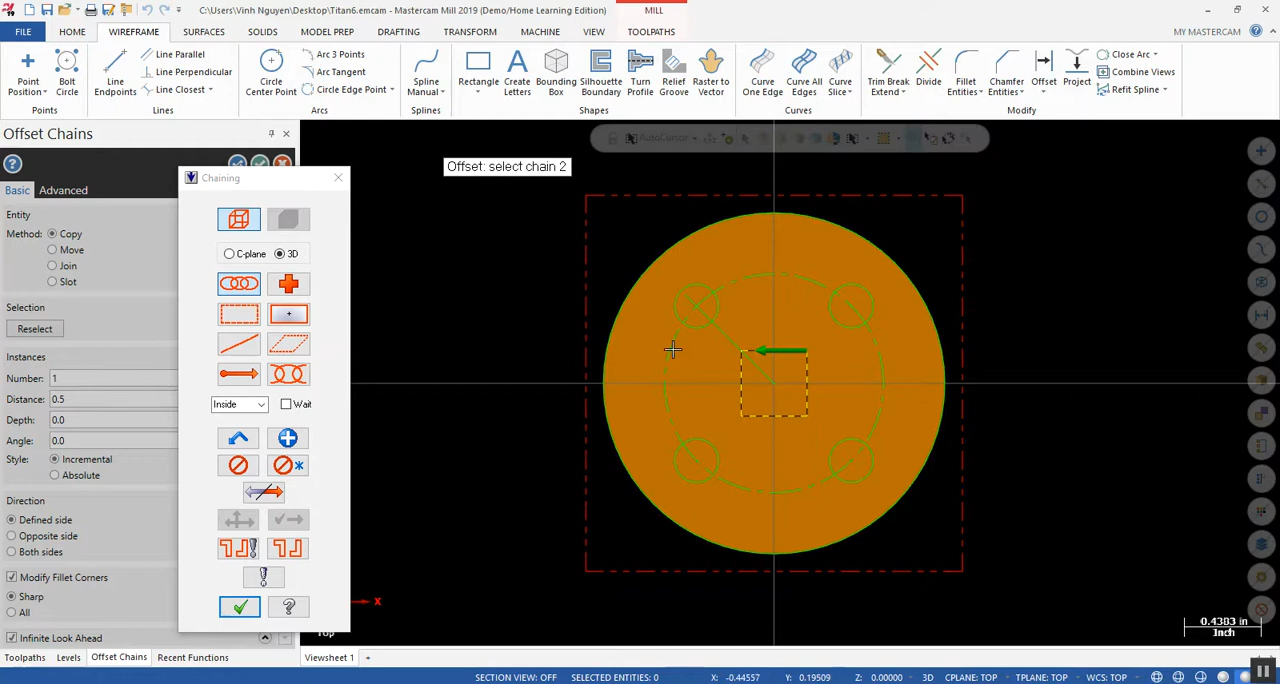 19
C:\Users\Vinh Nguyen\Desktop\Titan6.emcam - Mastercam Mill 2019 (Demo/Home Learning Edition)
MILL
FILE HOME WIREFRAME SURFACES SOLIDS MODEL PREP DRAFTING TRANSFORM MACHINE VIEW TOOLPATHS MY MASTERCAM
Point Position
Bolt Circle
Points
Line Endpoints
Line Parallel
Line Perpendicular
Line Closest
Lines
Circle Center Point
Arc 3 Points
Arc Tangent
Circle Edge Point
Arcs
Spline Manual
Splines
Rectangle
Create Letters
Bounding Box
Silhouette Boundary
Turn Profile
Relief Groove
Raster to Vector
Shapes
Curve One Edge
Curve All Edges
Curve Slice
Curves
Trim Break Extend
Divide
Fillet Entities
Chamfer Entities
Offset
Project
Close Arc
Combine Views
Refit Spline
Modify
Offset Chains
Basic Advanced
Entity
Method: Copy
Move
Join
Slot
Selection
Reselect
Instances
Number: 1
Distance: 0.5
Depth: 0.0
Angle: 0.0
Style: Incremental
Absolute
Direction
Defined side
Opposite side
Both sides
Modify Fillet Corners
Sharp
All
Infinite Look Ahead
Chaining
C-plane 3D
Inside Wait
AutoCursor
Offset: select chain 2
X
Top
0.4383 in
Inch
Toolpaths Levels Offset Chains Recent Functions
Viewsheet 1
SECTION VIEW: OFF SELECTED ENTITIES: 0 X: -0.44557 Y: 0.19509 Z: 0.00000 3D CPLANE: TOP TPLANE: TOP WCS: TOP